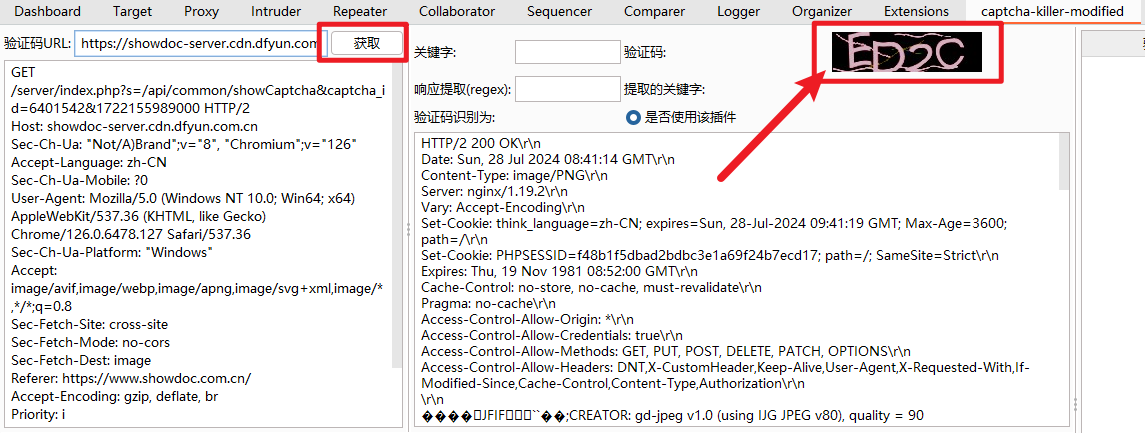 Dashboard Target Proxy Intruder Repeater Collaborator Sequencer Comparer Logger Organizer Extensions captcha-killer-modified
验证码URL: https://showdoc-server.cdn.dfyun.com 获取
GET
/server/index.php?s=/api/common/showCaptcha&captcha_i
d=6401542&1722155989000 HTTP/2
Host: showdoc-server.cdn.dfyun.com.cn
Sec-Ch-Ua: "Not/A)Brand";v="8", "Chromium";v="126"
Accept-Language: zh-CN
Sec-Ch-Ua-Mobile: ?0
User-Agent: Mozilla/5.0 (Windows NT 10.0; Win64; x64)
AppleWebKit/537.36 (KHTML, like Gecko)
Chrome/126.0.6478.127 Safari/537.36
Sec-Ch-Ua-Platform: "Windows"
Accept:
image/avif,image/webp,image/apng,image/svg+xml,image/*
,*/*;q=0.8
Sec-Fetch-Site: cross-site
Sec-Fetch-Mode: no-cors
Sec-Fetch-Dest: image
Referer: https://www.showdoc.com.cn/
Accept-Encoding: gzip, deflate, br
Priority: i
关键字: 验证码: ED2C
响应提取(regex): 提取的关键字:
验证码识别为: 是否使用该插件
HTTP/2 200 OK\r\n
Date: Sun, 28 Jul 2024 08:41:14 GMT\r\n
Content-Type: image/PNG\r\n
Server: nginx/1.19.2\r\n
Vary: Accept-Encoding\r\n
Set-Cookie: think_language=zh-CN; expires=Sun, 28-Jul-2024 09:41:19 GMT; Max-Age=3600;
path=/\r\n
Set-Cookie: PHPSESSID=f48b1f5dbad2bdbc3e1a69f24b7ecd17; path=/; SameSite=Strict\r\n
Expires: Thu, 19 Nov 1981 08:52:00 GMT\r\n
Cache-Control: no-store, no-cache, must-revalidate\r\n
Pragma: no-cache\r\n
Access-Control-Allow-Origin: *\r\n
Access-Control-Allow-Credentials: true\r\n
Access-Control-Allow-Methods: GET, PUT, POST, DELETE, PATCH, OPTIONS\r\n
Access-Control-Allow-Headers: DNT,X-CustomHeader,Keep-Alive,User-Agent,X-Requested-With,If-
Modified-Since,Cache-Control,Content-Type,Authorization\r\n
\r\n
����JFIF``��;CREATOR: gd-jpeg v1.0 (using IJG JPEG v80), quality = 90